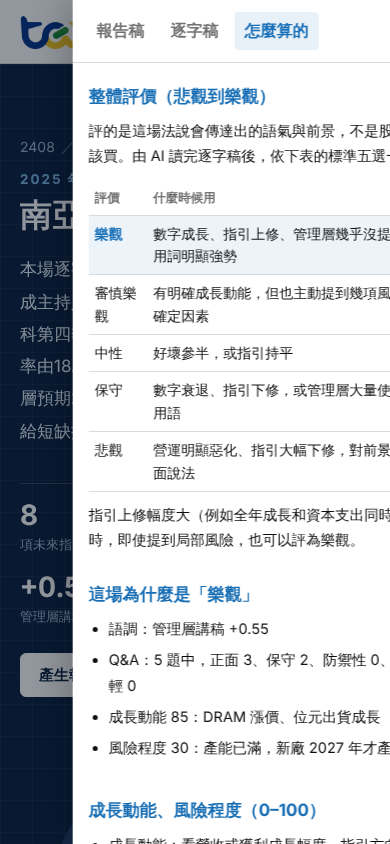 報告稿 逐字稿 怎麼算的
整體評價（悲觀到樂觀）
評的是這場法說會傳達出的語氣與前景，不是股
該買。由 AI 讀完逐字稿後，依下表的標準五選一
評價 什麼時候用
樂觀 數字成長、指引上修、管理層幾乎沒提
用詞明顯強勢
審慎樂觀 有明確成長動能，但也主動提到幾項風
確定因素
中性 好壞參半，或指引持平
保守 數字衰退、指引下修，或管理層大量使
用語
悲觀 營運明顯惡化、指引大幅下修，對前景
面說法
指引上修幅度大（例如全年成長和資本支出同時
時，即使提到局部風險，也可以評為樂觀。
這場為什麼是「樂觀」
• 語調：管理層講稿 +0.55
• Q&A：5 題中，正面 3、保守 2、防禦性 0、
輕 0
• 成長動能 85：DRAM 漲價、位元出貨成長
• 風險程度 30：產能已滿，新廠 2027 年才產
成長動能、風險程度（0–100）
2408 ／
2025
南亞
本場逐
成主持
科第四
率由18
層預期
給短缺
8
項未來指
+0.5
管理層講
產生